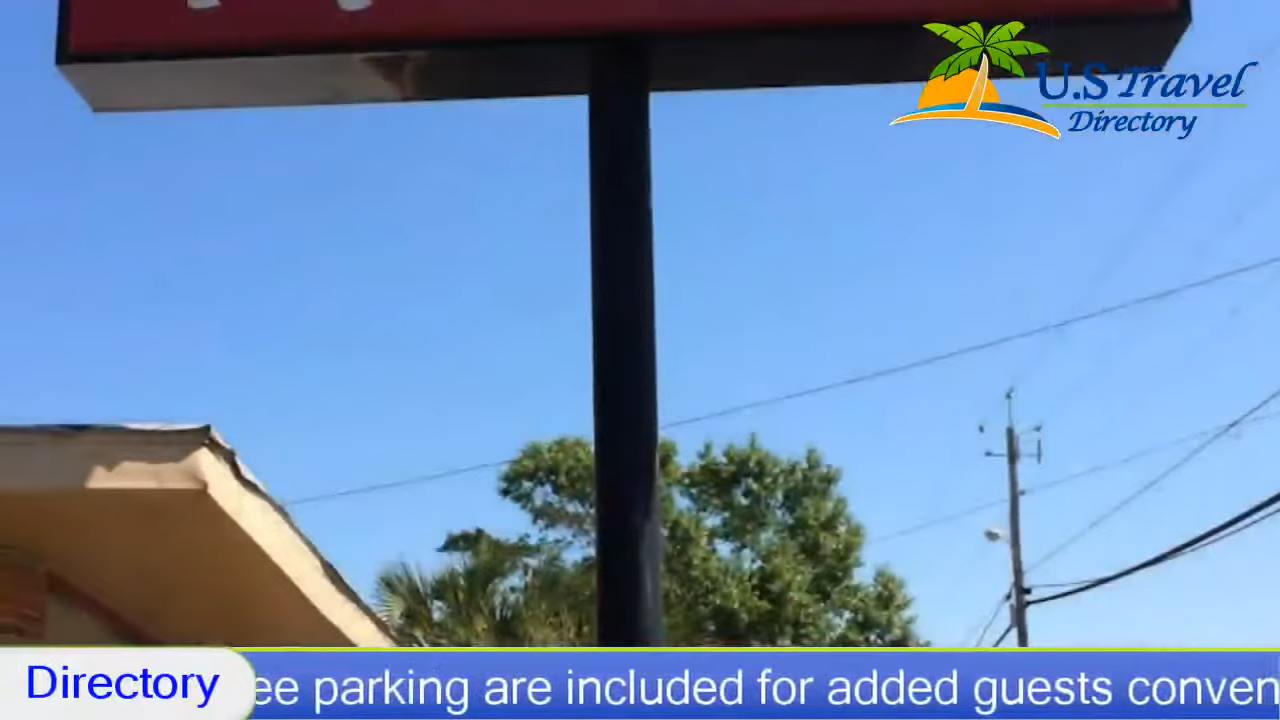 U.S Travel
Directory
Directory
ee parking are included for added guests conven